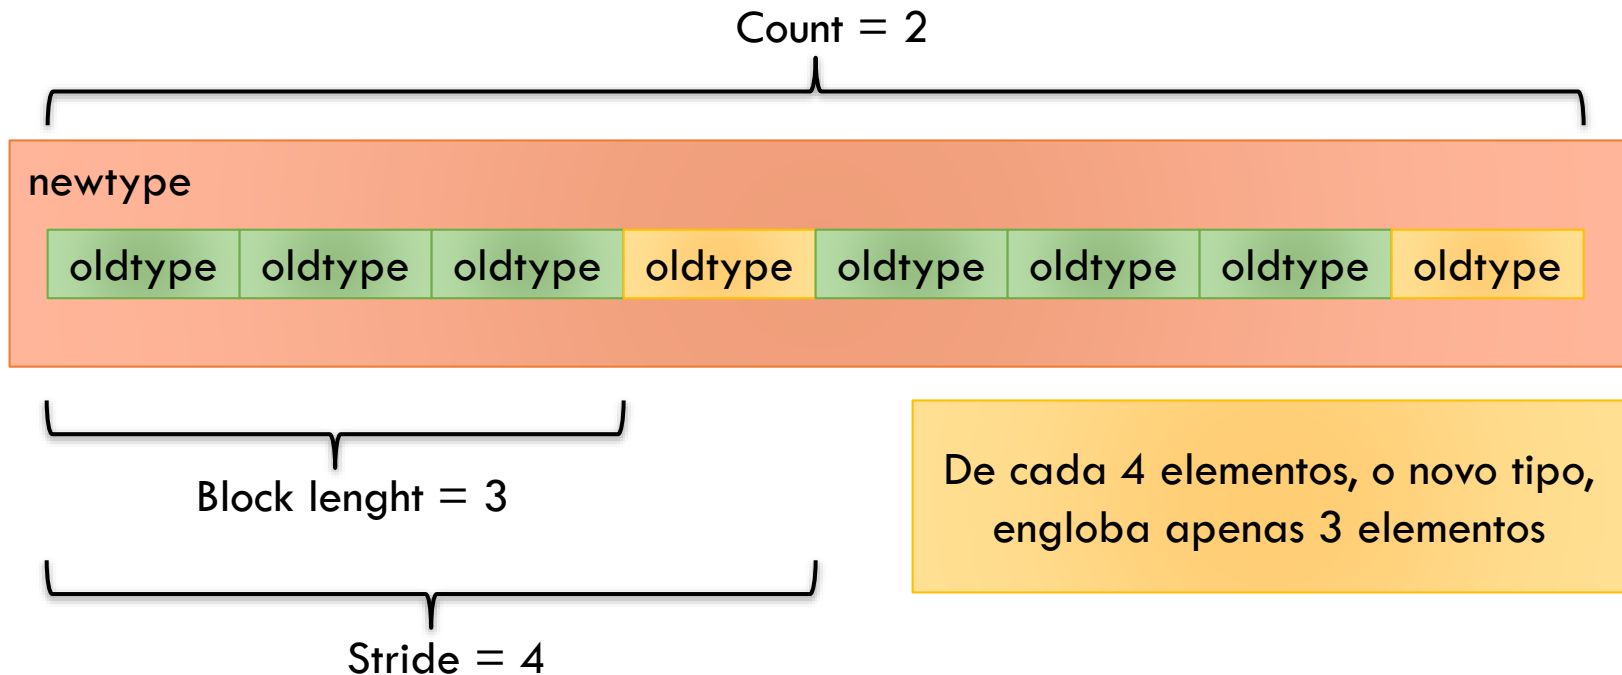 Count = 2
newtype
oldtype oldtype oldtype oldtype oldtype oldtype oldtype oldtype
Block lenght = 3
De cada 4 elementos, o novo tipo,
engloba apenas 3 elementos
Stride = 4